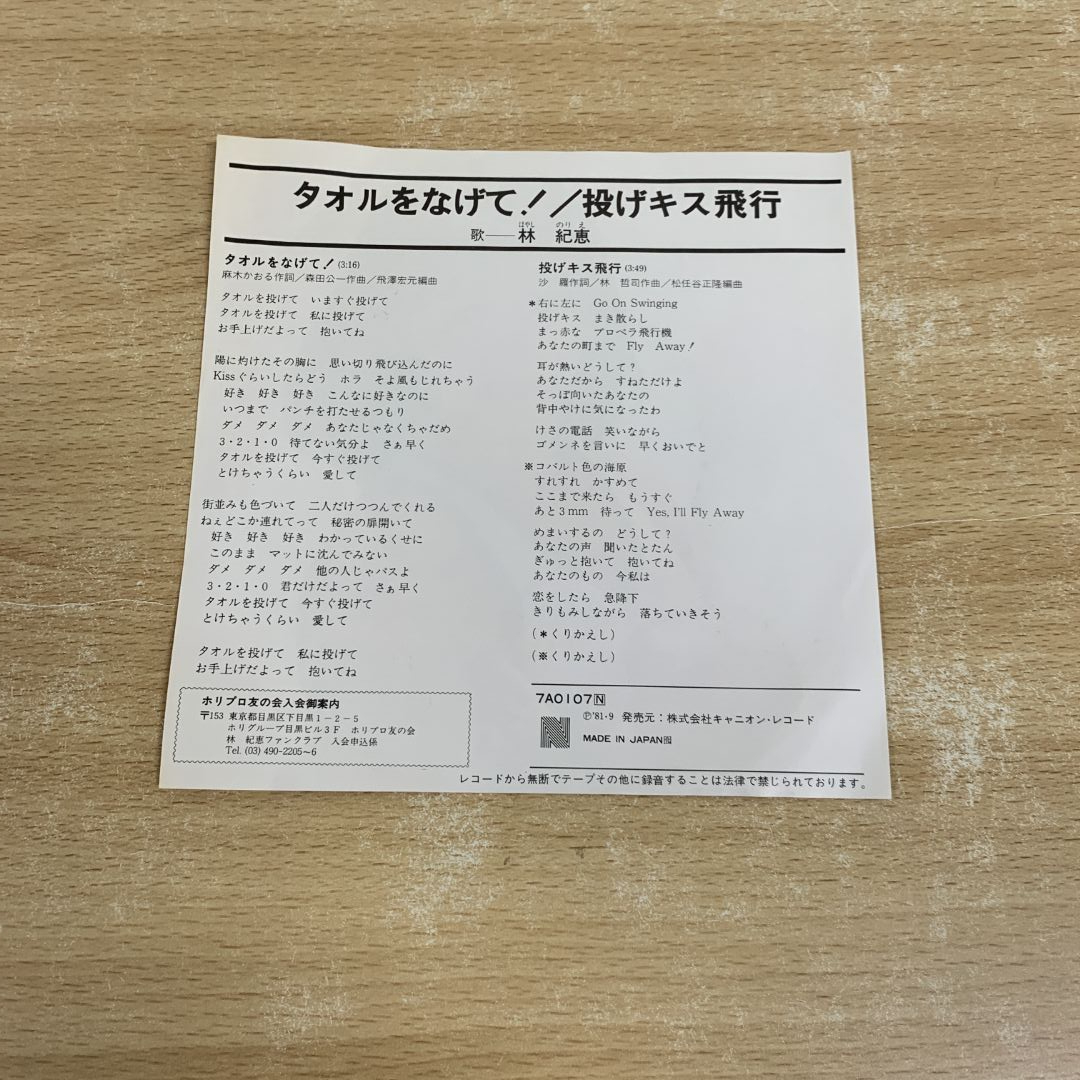 タオルをなげて!/投げキス飛行
歌──林 紀恵
はやし のりえ
タオルをなげて! (3:16)
麻木かおる作詞/森田公一作曲/飛澤宏元編曲
タオルを投げて いますぐ投げて
タオルを投げて 私に投げて
お手上げだよって 抱いてね
陽に灼けたその胸に 思い切り飛び込んだのに
Kissぐらいしたらどう ホラ そよ風もじれちゃう
好き 好き 好き こんなに好きなのに
いつまで パンチを打たせるつもり
ダメ ダメ ダメ あなたじゃなくちゃだめ
3・2・1・0 待てない気分よ さぁ早く
タオルを投げて 今すぐ投げて
とけちゃうくらい 愛して
街並みも色づいて 二人だけつつんでくれる
ねぇどこか連れてって 秘密の扉開いて
好き 好き 好き わかっているくせに
このまま マットに沈んでみない
ダメ ダメ ダメ 他の人じゃパスよ
3・2・1・0 君だけだよって さぁ早く
タオルを投げて 今すぐ投げて
とけちゃうくらい 愛して
タオルを投げて 私に投げて
お手上げだよって 抱いてね
ホリプロ友の会入会御案内
〒153 東京都目黒区下目黒1-2-5
ホリグループ目黒ビル3F ホリプロ友の会
林 紀恵ファンクラブ 入会申込係
Tel. (03) 490-2205~6
投げキス飛行 (3:49)
沙 羅作詞/林 哲司作曲/松任谷正隆編曲
*右に左に Go On Swinging
投げキス まき散らし
まっ赤な プロペラ飛行機
あなたの町まで Fly Away!
耳が熱いどうして?
あなただから すねただけよ
そっぽ向いたあなたの
背中やけに気になったわ
けさの電話 笑いながら
ゴメンネを言いに 早くおいでと
※コバルト色の海原
すれすれ かすめて
ここまで来たら もうすぐ
あと3mm 待って Yes, I'll Fly Away
めまいするの どうして?
あなたの声 聞いたとたん
ぎゅっと抱いて 抱いてね
あなたのもの 今私は
恋をしたら 急降下
きりもみしながら 落ちていきそう
(*くりかえし)
(※くりかえし)
7A0107 N
N
Ⓟ'81・9 発売元:株式会社キャニオン・レコード
MADE IN JAPAN
レコードから無断でテープその他に録音することは法律で禁じられております。